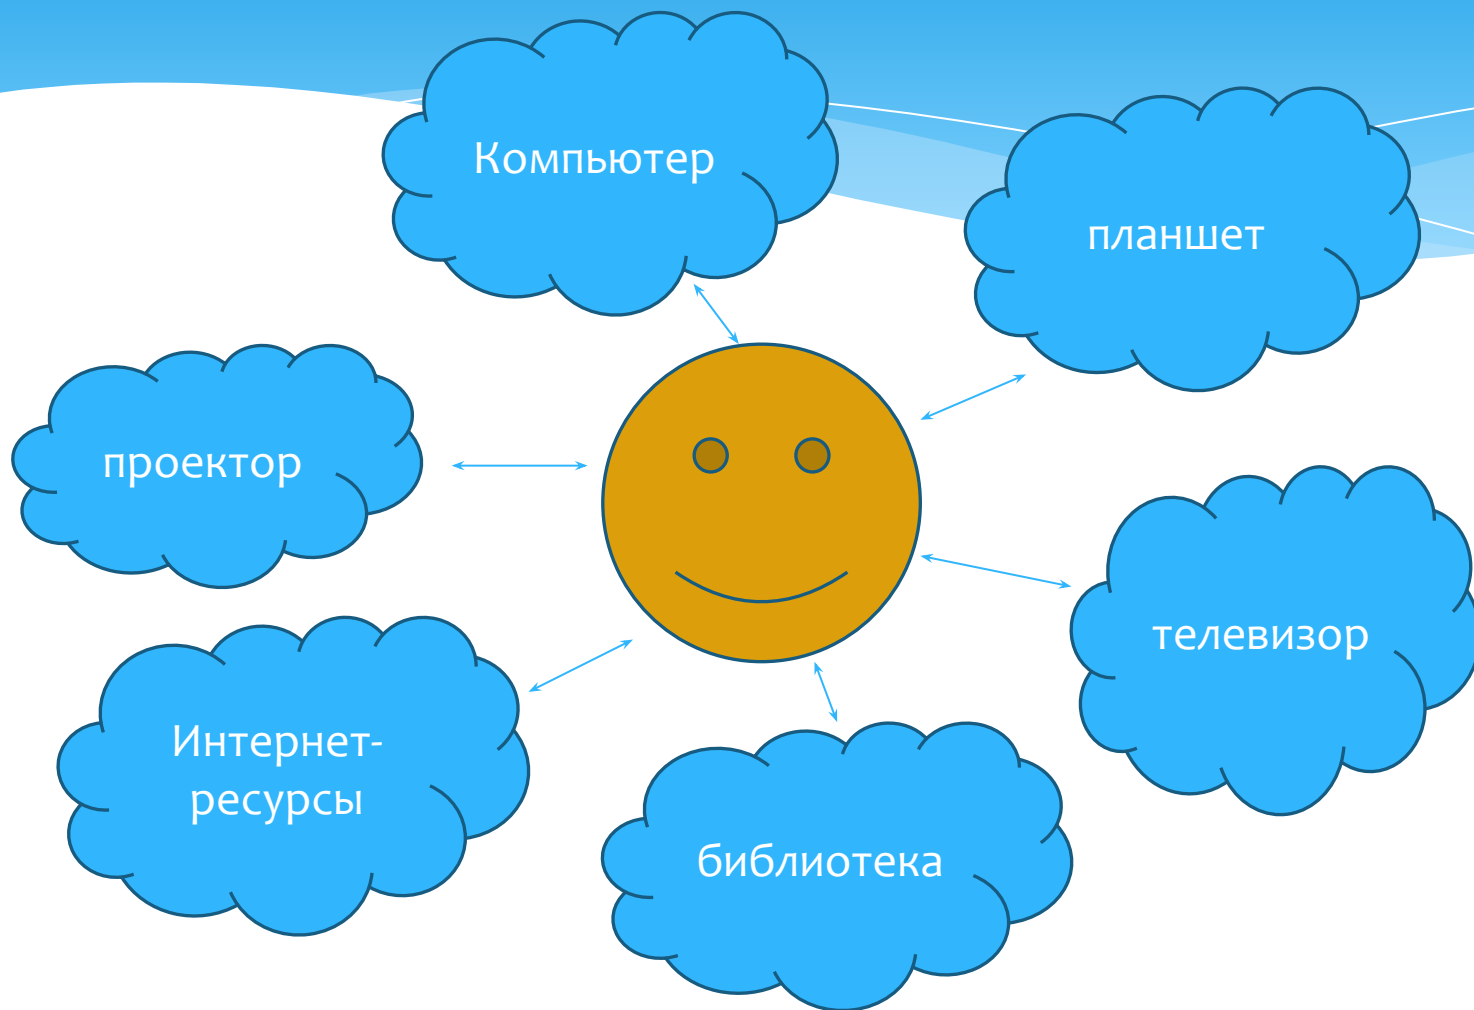 Компьютер
планшет
проектор
телевизор
Интернет-
ресурсы
библиотека